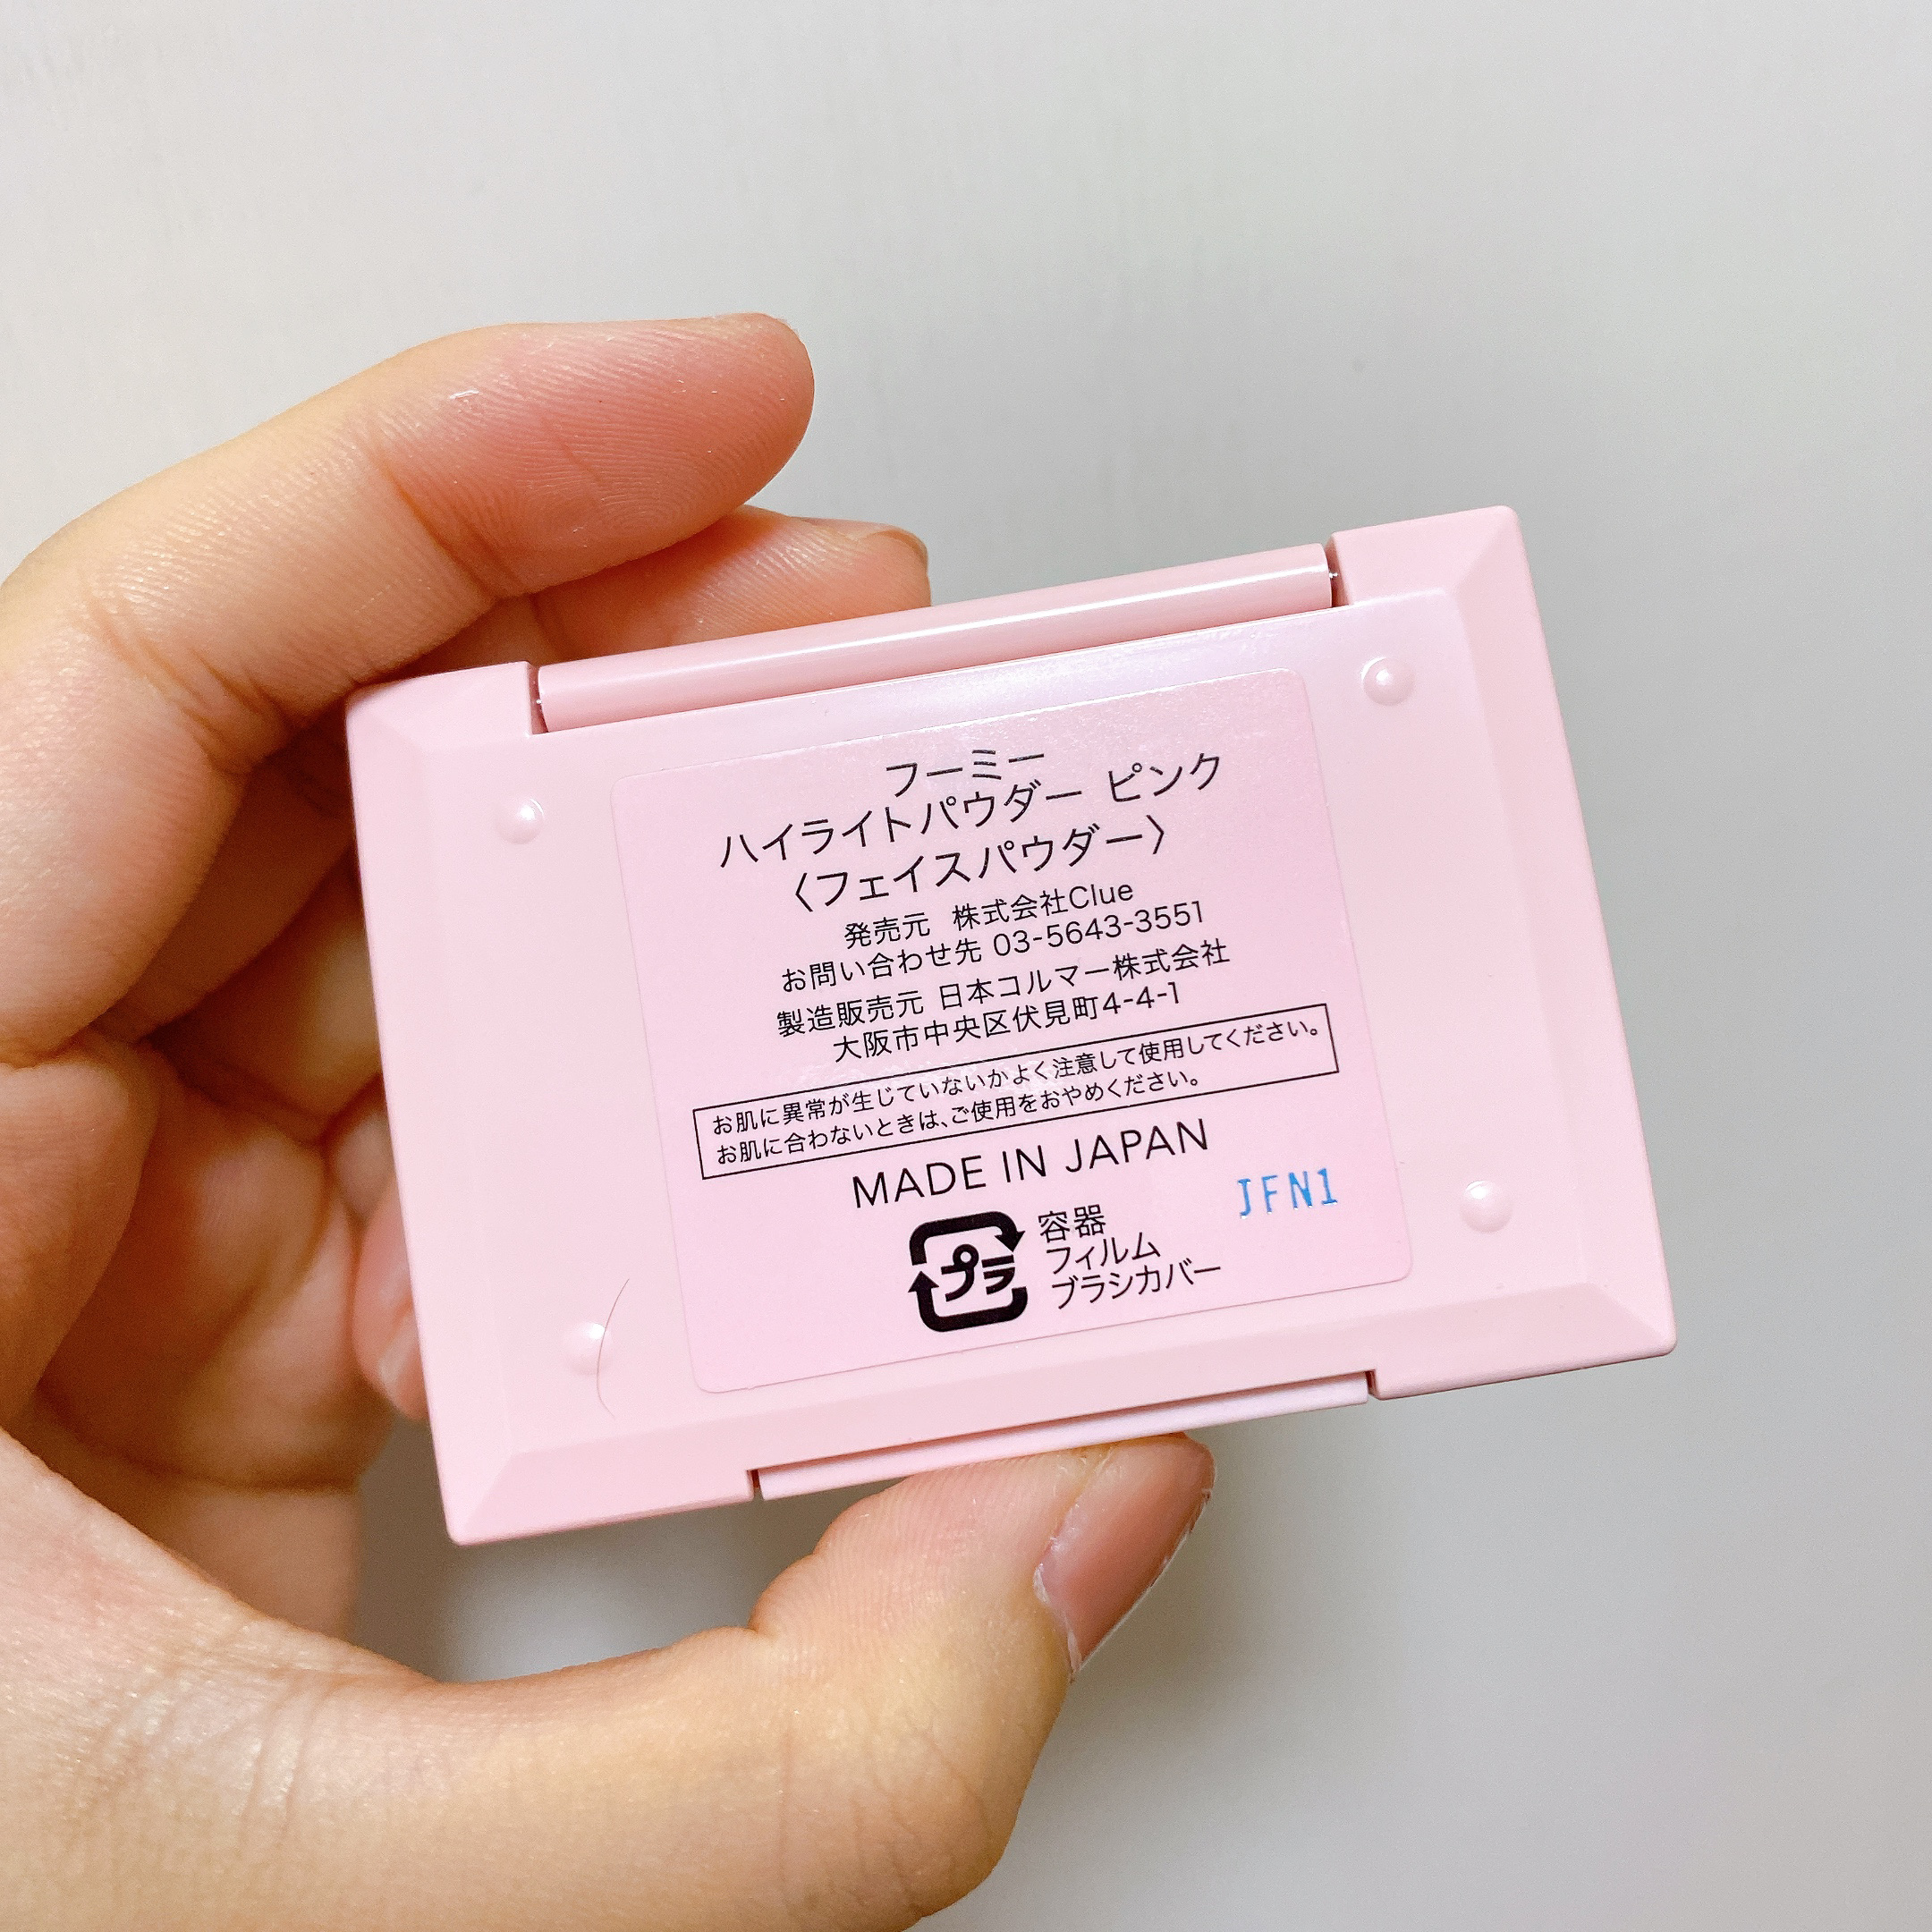 フーミー
ハイライトパウダー ピンク
〈フェイスパウダー〉
発売元 株式会社Clue
お問い合わせ先 03-5643-3551
製造販売元 日本コルマー株式会社
大阪市中央区伏見町4-4-1
お肌に異常が生じていないかよく注意して使用してください。
お肌に合わないときは、ご使用をおやめください。
MADE IN JAPAN
JFN1
プラ
容器
フィルム
ブラシカバー